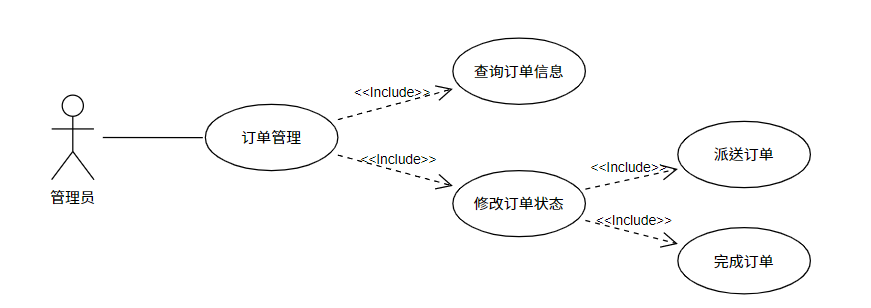 <<Include>>
查询订单信息
订单管理
管理员
<<Include>>
修改订单状态
<<Include>>
派送订单
<<Include>>
完成订单